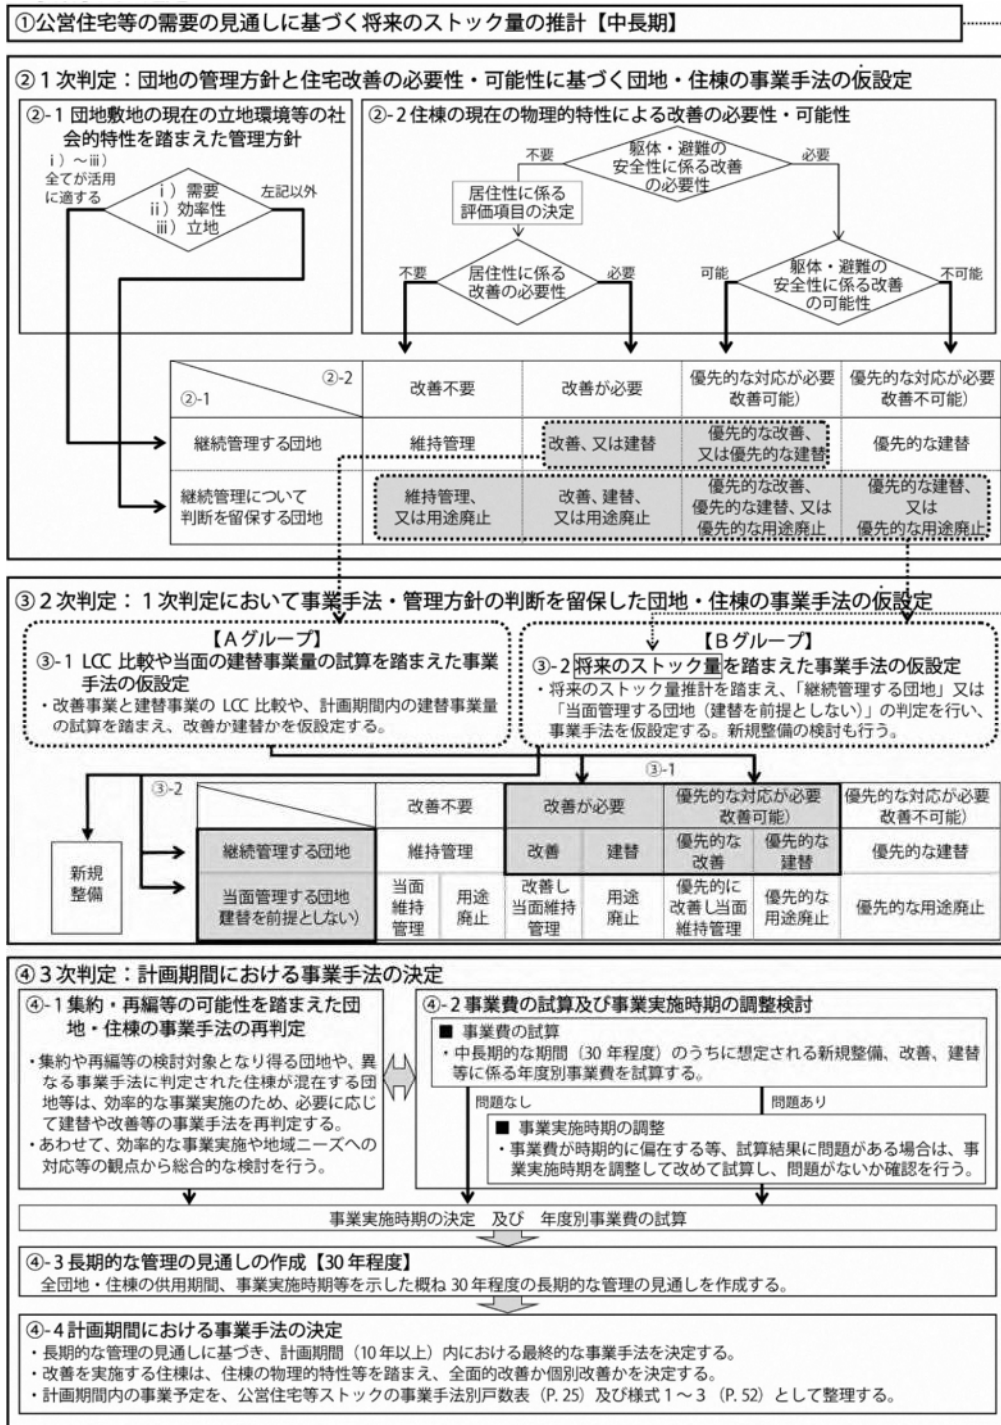 ①公営住宅等の需要の見通しに基づく将来のストック量の推計【中長期】
②1次判定：団地の管理方針と住宅改善の必要性・可能性に基づく団地・住棟の事業手法の仮設定
②-1 団地敷地の現在の立地環境等の社
会的特性を踏まえた管理方針
ⅰ）～ⅲ）
全てが活用
に適する
ⅰ）需要
ⅱ）効率性
ⅲ）立地
左記以外
②-2 住棟の現在の物理的特性による改善の必要性・可能性
不要
躯体・避難の
安全性に係る改善
の必要性
必要
居住性に係る
評価項目の決定
不要
居住性に係る
改善の必要性
必要
可能
躯体・避難の
安全性に係る改善
の可能性
不可能
②-2
②-1
改善不要
改善が必要
優先的な対応が必要
改善可能）
優先的な対応が必要
改善不可能）
継続管理する団地
維持管理
改善、又は建替
優先的な改善、
又は優先的な建替
優先的な建替
継続管理について
判断を留保する団地
維持管理、
又は用途廃止
改善、建替、
又は用途廃止
優先的な改善、
優先的な建替、又は
優先的な用途廃止
優先的な建替、
又は
優先的な用途廃止
③2次判定：1次判定において事業手法・管理方針の判断を留保した団地・住棟の事業手法の仮設定
【Aグループ】
③-1 LCC 比較や当面の建替事業量の試算を踏まえた事業
手法の仮設定
・改善事業と建替事業の LCC 比較や、計画期間内の建替事業量
の試算を踏まえ、改善か建替かを仮設定する。
【Bグループ】
③-2 将来のストック量を踏まえた事業手法の仮設定
・将来のストック量推計を踏まえ、「継続管理する団地」又は
「当面管理する団地（建替を前提としない）」の判定を行い、
事業手法を仮設定する。新規整備の検討も行う。
③-1
③-2
改善不要
改善が必要
優先的な対応が必要
改善可能）
優先的な対応が必要
改善不可能）
新規
整備
継続管理する団地
維持管理
改善
建替
優先的な
改善
優先的な
建替
優先的な建替
当面管理する団地
建替を前提としない）
当面
維持
管理
用途
廃止
改善し
当面維持
管理
用途
廃止
優先的に
改善し当面
維持管理
優先的な
用途廃止
優先的な用途廃止
④3次判定：計画期間における事業手法の決定
④-1 集約・再編等の可能性を踏まえた団
地・住棟の事業手法の再判定
・集約や再編等の検討対象となり得る団地や、異
なる事業手法に判定された住棟が混在する団
地等は、効率的な事業実施のため、必要に応じ
て建替や改善等の事業手法を再判定する。
・あわせて、効率的な事業実施や地域ニーズへの
対応等の観点から総合的な検討を行う。
④-2 事業費の試算及び事業実施時期の調整検討
■ 事業費の試算
・中長期的な期間（30 年程度）のうちに想定される新規整備、改善、建替
等に係る年度別事業費を試算する。
問題なし
問題あり
■ 事業実施時期の調整
・事業費が時期的に偏在する等、試算結果に問題がある場合は、事
業実施時期を調整して改めて試算し、問題がないか確認を行う。
事業実施時期の決定 及び 年度別事業費の試算
④-3 長期的な管理の見通しの作成【30 年程度】
全団地・住棟の供用期間、事業実施時期等を示した概ね 30 年程度の長期的な管理の見通しを作成する。
④-4 計画期間における事業手法の決定
・長期的な管理の見通しに基づき、計画期間（10 年以上）内における最終的な事業手法を決定する。
・改善を実施する住棟は、住棟の物理的特性等を踏まえ、全面的改善か個別改善かを決定する。
・計画期間内の事業予定を、公営住宅等ストックの事業手法別戸数表（P. 25）及び様式 1～3（P. 52）として整理する。